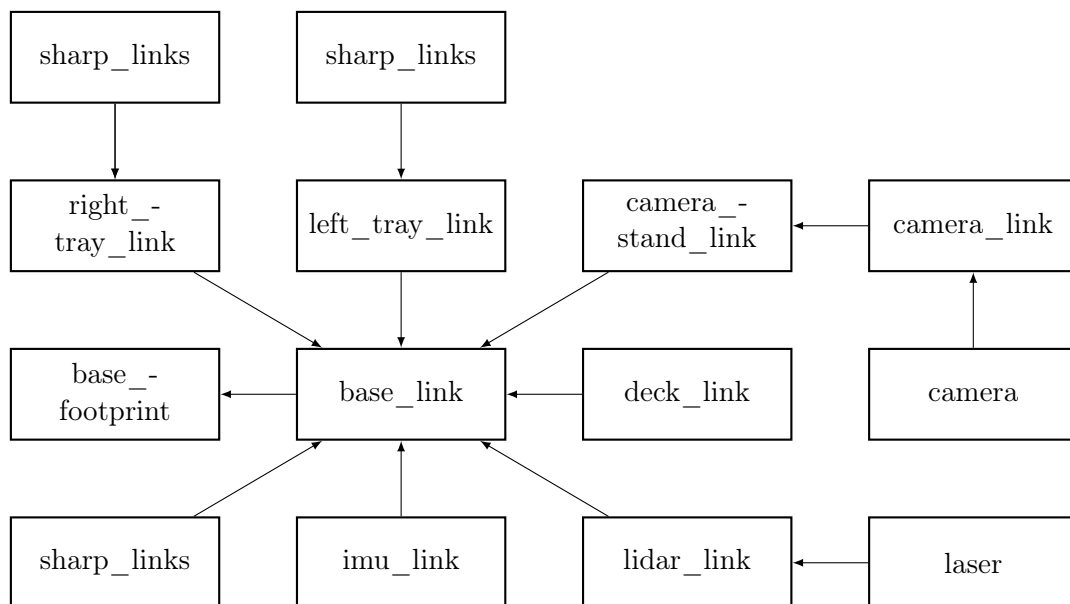 sharp_links
sharp_links
right_-
tray_link
left_tray_link
camera_-
stand_link
camera_link
base_-
footprint
base_link
deck_link
camera
sharp_links
imu_link
lidar_link
laser